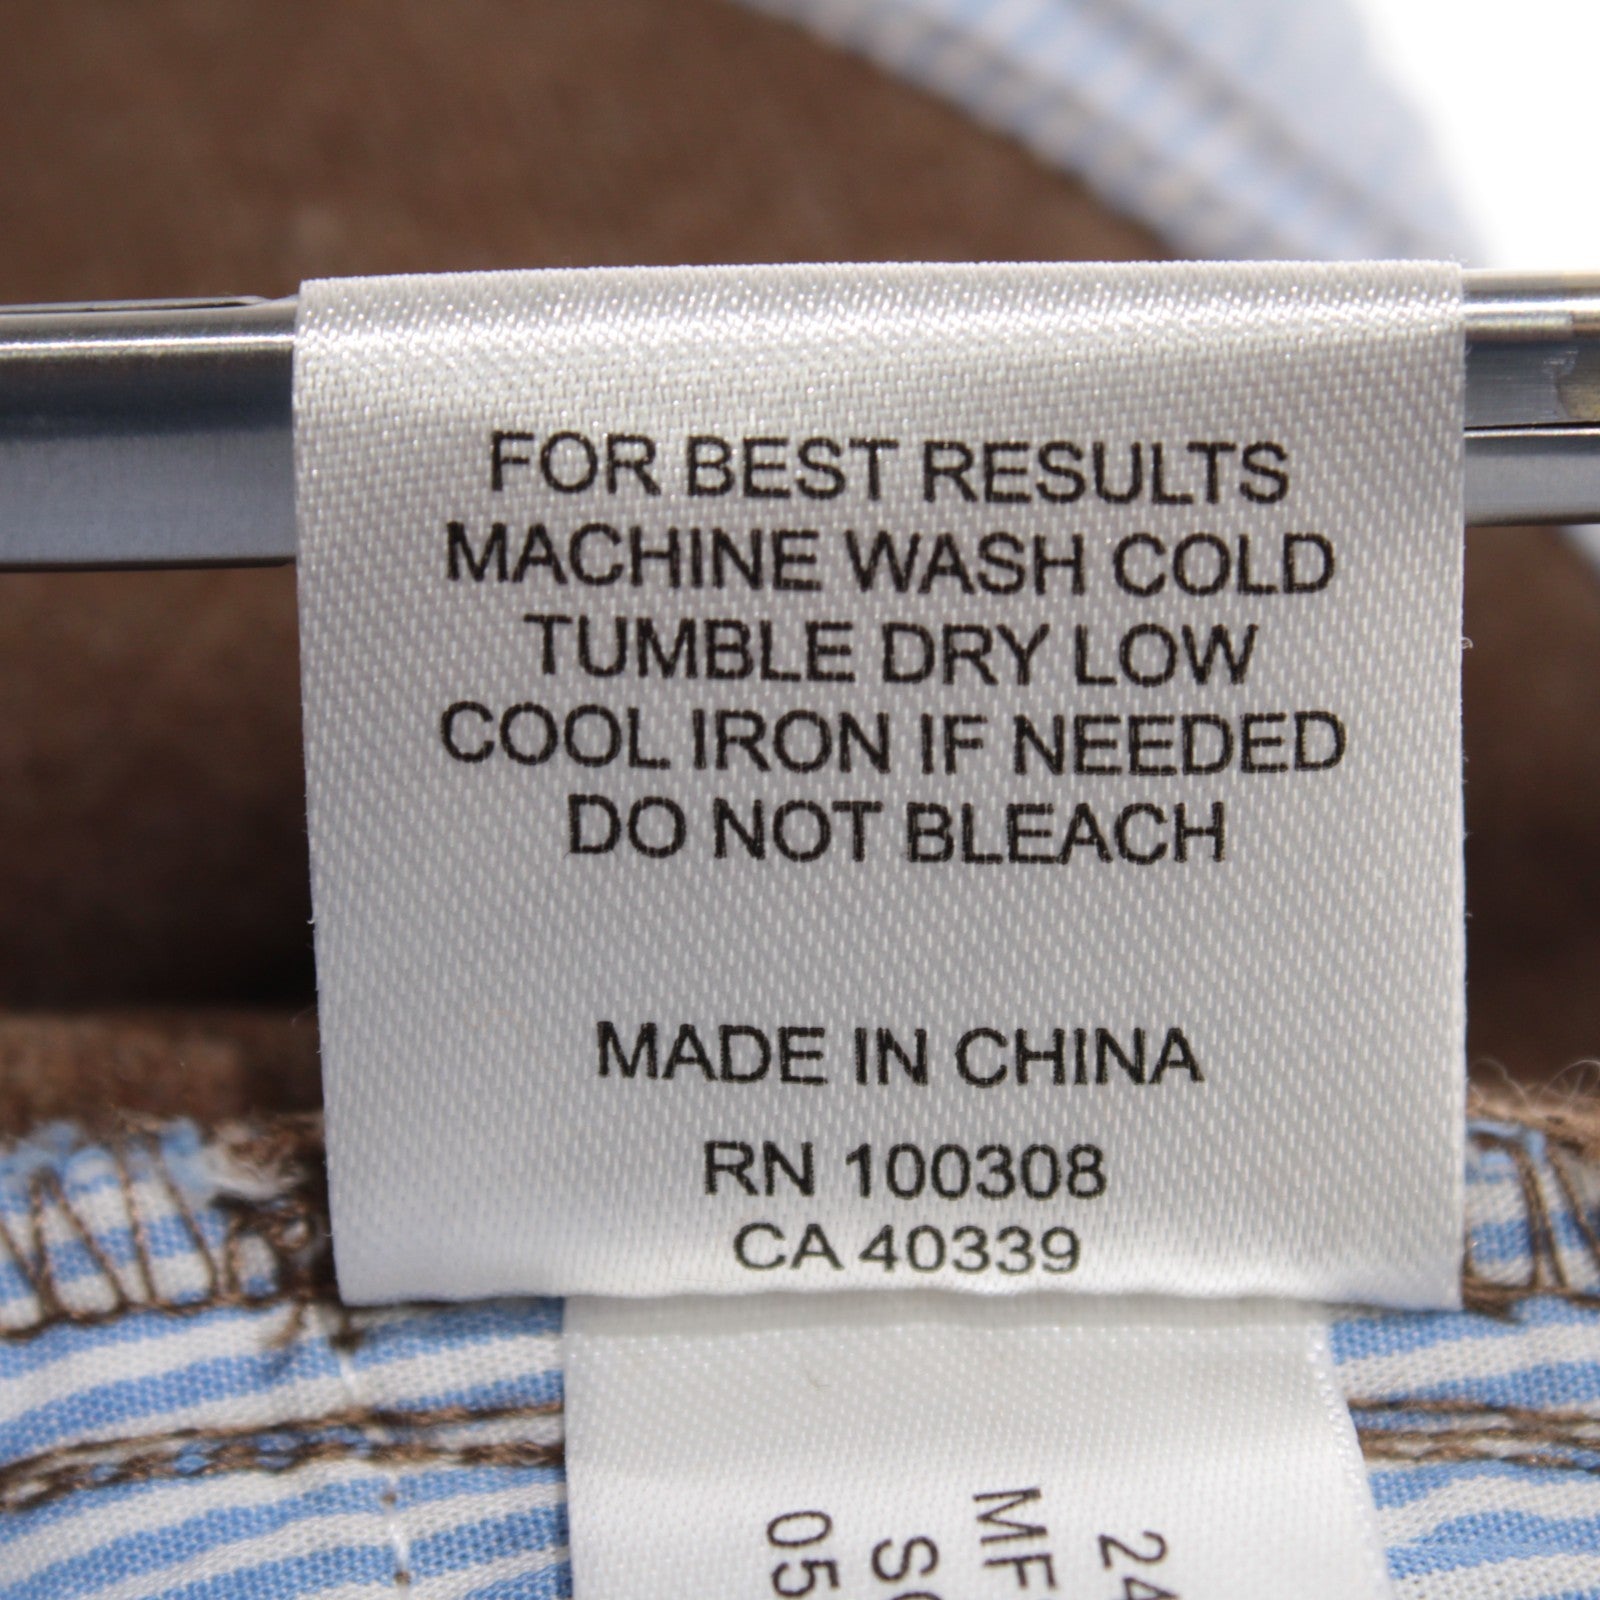 FOR BEST RESULTS
MACHINE WASH COLD
TUMBLE DRY LOW
COOL IRON IF NEEDED
DO NOT BLEACH
MADE IN CHINA
RN 100308
CA 40339